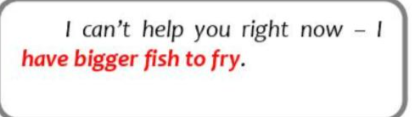 I can’t help you right now – I
have bigger fish to fry.